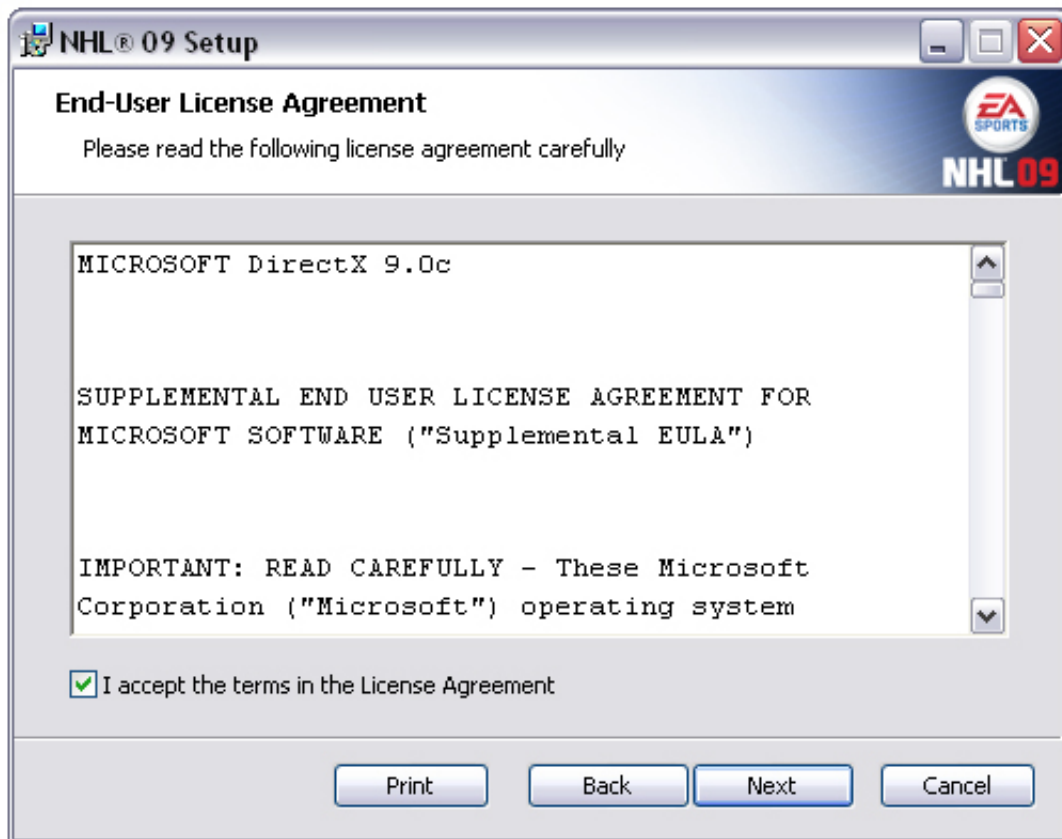 NHL® 09 Setup
End-User License Agreement
Please read the following license agreement carefully
EA
SPORTS
NHL 09
MICROSOFT DirectX 9.0c
SUPPLEMENTAL END USER LICENSE AGREEMENT FOR
MICROSOFT SOFTWARE ("Supplemental EULA")
IMPORTANT: READ CAREFULLY - These Microsoft
Corporation ("Microsoft") operating system
I accept the terms in the License Agreement
Print Back Next Cancel